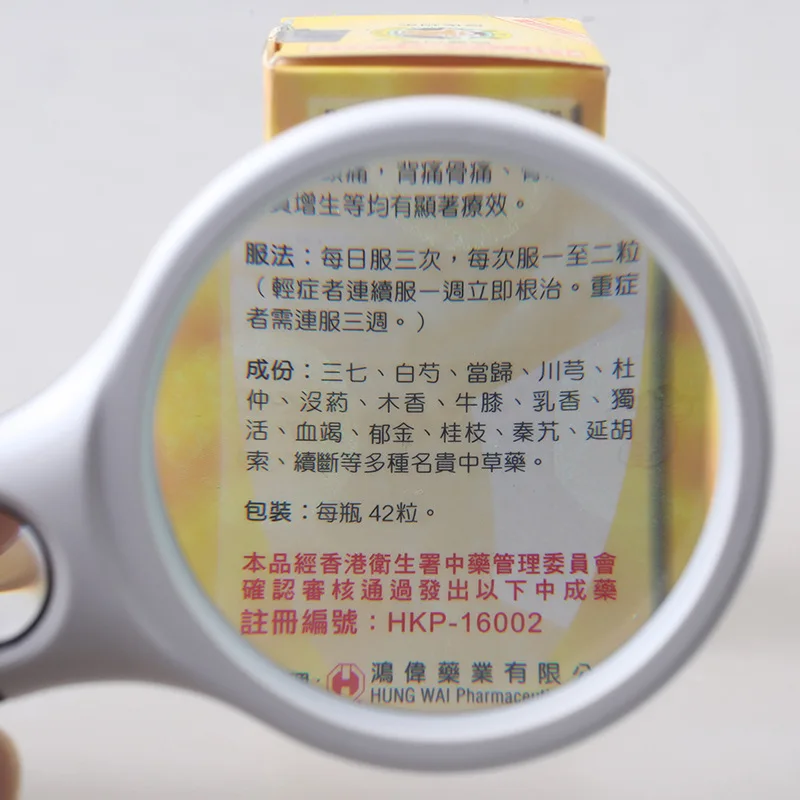 痛，背痛骨痛、
增生等均有顯著療效。
服法：每日服三次，每次服一至二粒
（輕症者連續服一週立即根治。重症
者需連服三週。）
成份：三七、白芍、當歸、川芎、杜
仲、沒葯、木香、牛膝、乳香、獨
活、血竭、郁金、桂枝、秦艽、延胡
索、續斷等多種名貴中草藥。
包裝：每瓶 42粒。
本品經香港衛生署中藥管理委員會
確認審核通過發出以下中成藥
註冊編號：HKP-16002
鴻偉藥業有限
HUNG WAI Pharmaceuti